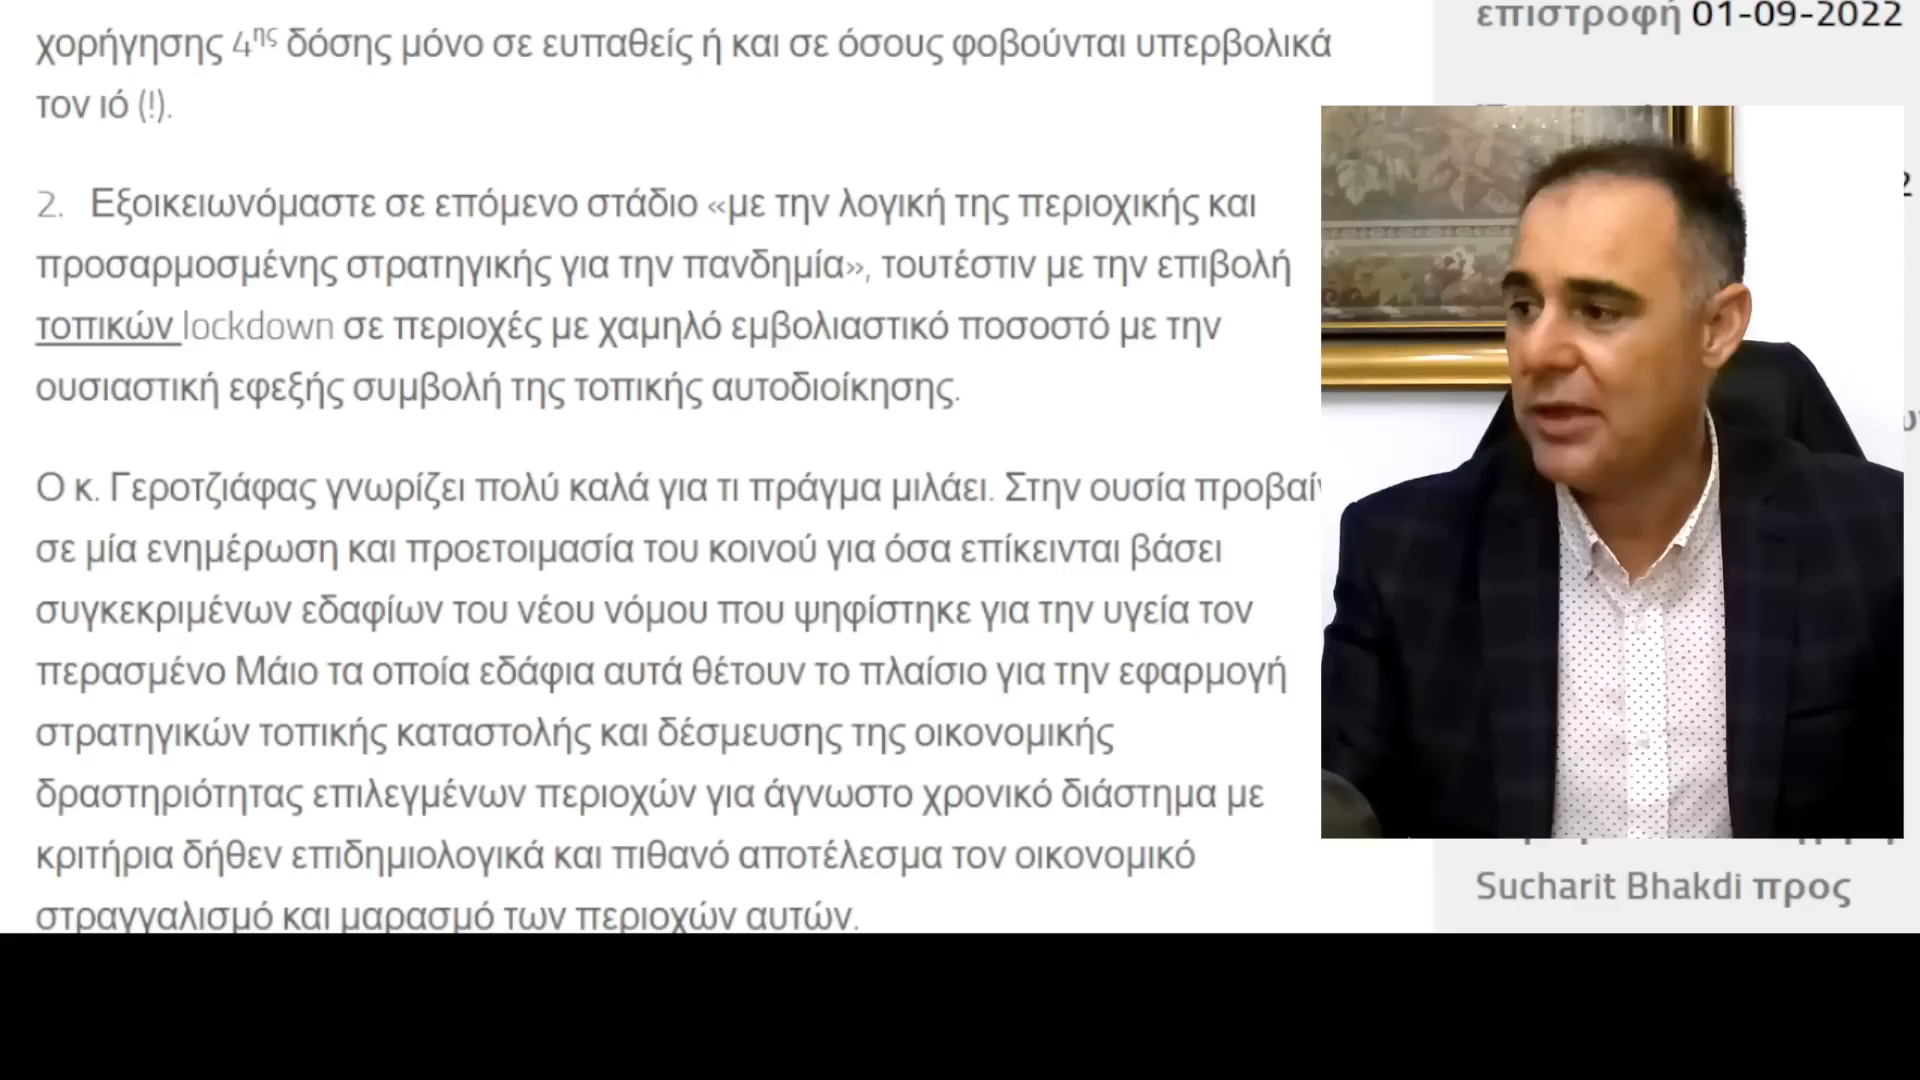 χορήγησης 4ης δόσης μόνο σε ευπαθείς ή και σε όσους φοβούνται υπερβολικά
τον ιό (!).
2. Εξοικειωνόμαστε σε επόμενο στάδιο «με την λογική της περιοχικής και
προσαρμοσμένης στρατηγικής για την πανδημία», τουτέστιν με την επιβολή
τοπικών lockdown σε περιοχές με χαμηλό εμβολιαστικό ποσοστό με την
ουσιαστική εφεξής συμβολή της τοπικής αυτοδιοίκησης.
Ο κ. Γεροτζιάφας γνωρίζει πολύ καλά για τι πράγμα μιλάει. Στην ουσία
σε μία ενημέρωση και προετοιμασία του κοινού για όσα επίκεινται βάσει
συγκεκριμένων εδαφίων του νέου νόμου που ψηφίστηκε για την υγεία τον
περασμένο Μάιο τα οποία εδάφια αυτά θέτουν το πλαίσιο για την εφαρμογή
στρατηγικών τοπικής καταστολής και δέσμευσης της οικονομικής
δραστηριότητας επιλεγμένων περιοχών για άγνωστο χρονικό διάστημα με
κριτήρια δήθεν επιδημιολογικά και πιθανό αποτέλεσμα τον οικονομικό
στραγγαλισμό και μαρασμό των περιοχών αυτών.
επιστροφή 01-09-2022
Sucharit Bhakdi προς